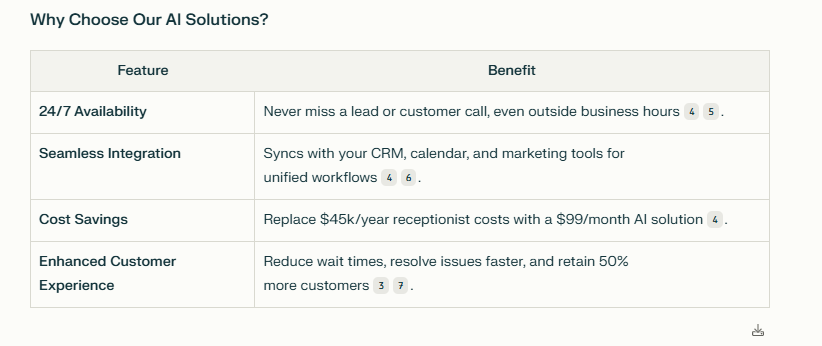 Why Choose Our AI Solutions?
Feature Benefit
24/7 Availability Never miss a lead or customer call, even outside business hours 4 5 .
Seamless Integration Syncs with your CRM, calendar, and marketing tools for
unified workflows 4 6 .
Cost Savings Replace $45k/year receptionist costs with a $99/month AI solution 4 .
Enhanced Customer Reduce wait times, resolve issues faster, and retain 50%
Experience more customers 3 7 .